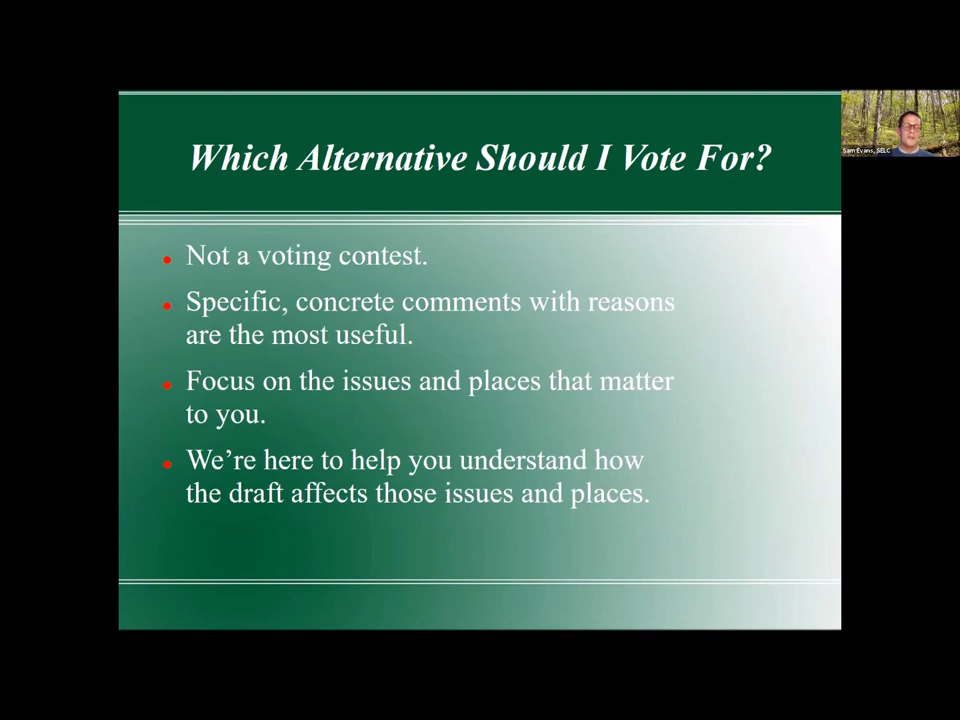 Which Alternative Should I Vote For?
Sam Evans, SELC
Not a voting contest.
Specific, concrete comments with reasons
are the most useful.
Focus on the issues and places that matter
to you.
We’re here to help you understand how
the draft affects those issues and places.